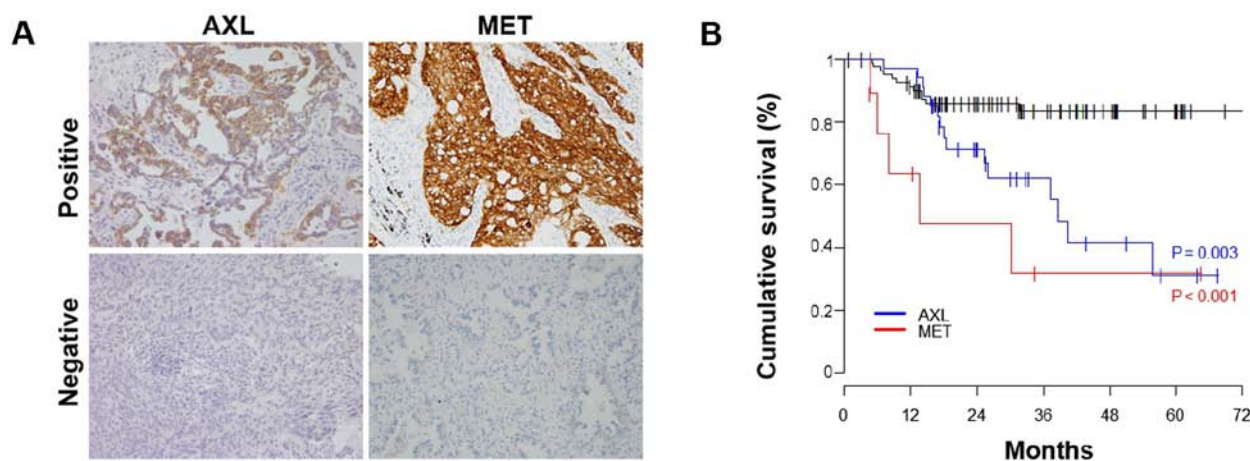 A
AXL
MET
Positive
Negative
B
Cumulative survival (%)
1
0.8
0.6
0.4
0.2
0
P = 0.003
P < 0.001
AXL
MET
0 12 24 36 48 60 72
Months